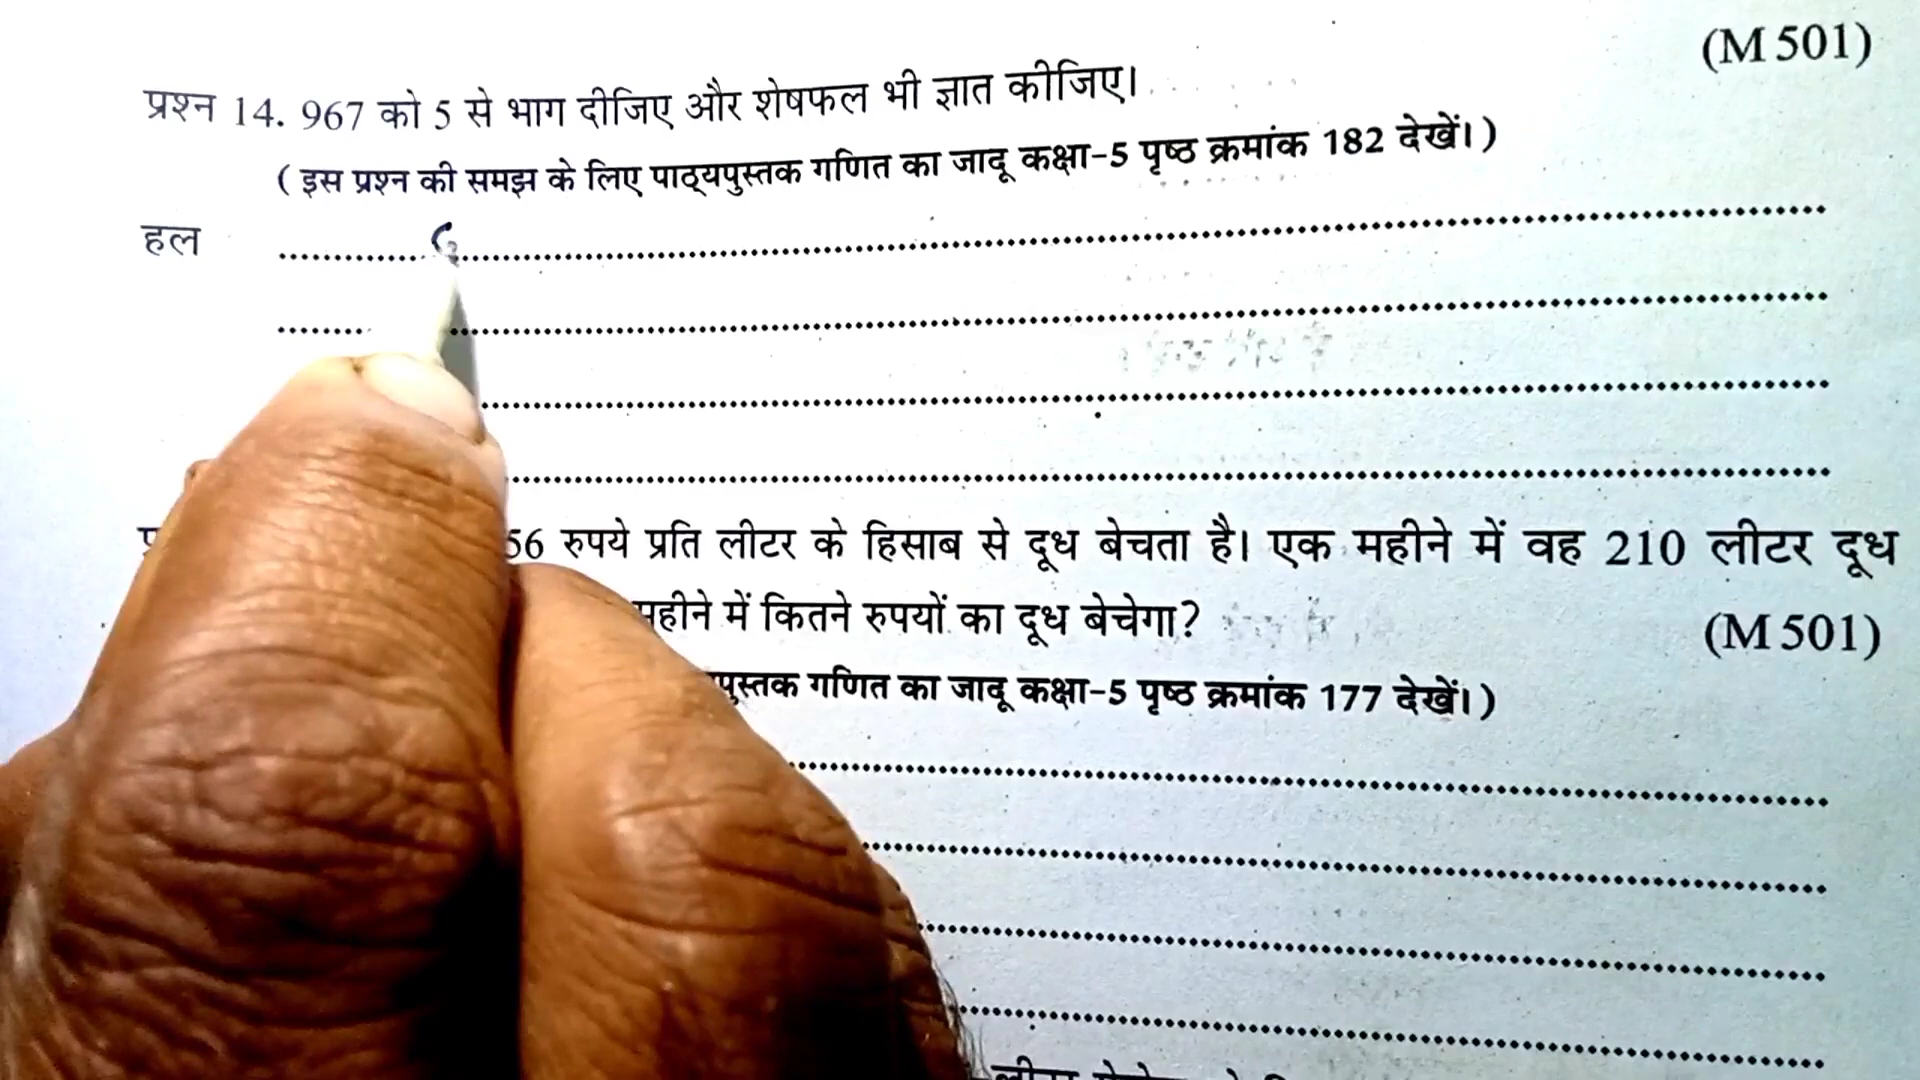 (M 501)
प्रश्न 14. 967 को 5 से भाग दीजिए और शेषफल भी ज्ञात कीजिए।
( इस प्रश्न की समझ के लिए पाठ्यपुस्तक गणित का जादू कक्षा-5 पृष्ठ क्रमांक 182 देखें। )
हल
56 रुपये प्रति लीटर के हिसाब से दूध बेचता है। एक महीने में वह 210 लीटर दूध
महीने में कितने रुपयों का दूध बेचेगा?
(M 501)
गणित का जादू कक्षा-5 पृष्ठ क्रमांक 177 देखें। )